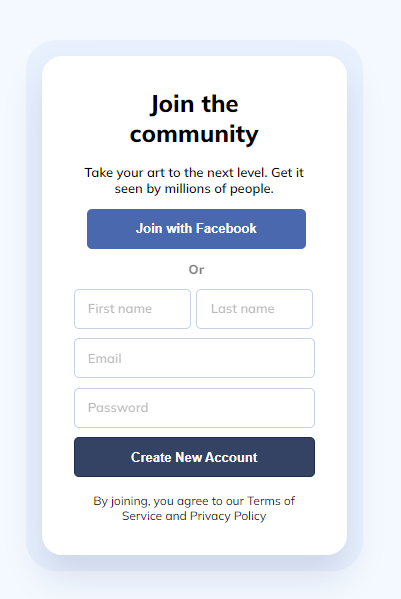 Join the
community
Take your art to the next level. Get it
seen by millions of people.
Join with Facebook
Or
First name
Last name
Email
Password
Create New Account
By joining, you agree to our Terms of
Service and Privacy Policy